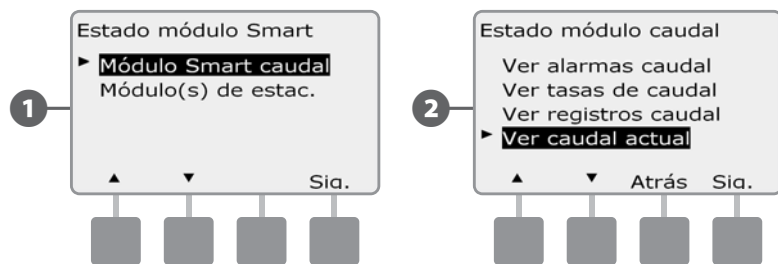 1
Estado módulo Smart
► Módulo Smart caudal
Módulo(s) de estac.
▲ ▼ Sig.
2
Estado módulo caudal
Ver alarmas caudal
Ver tasas de caudal
Ver registros caudal
► Ver caudal actual
▲ ▼ Atrás Sig.